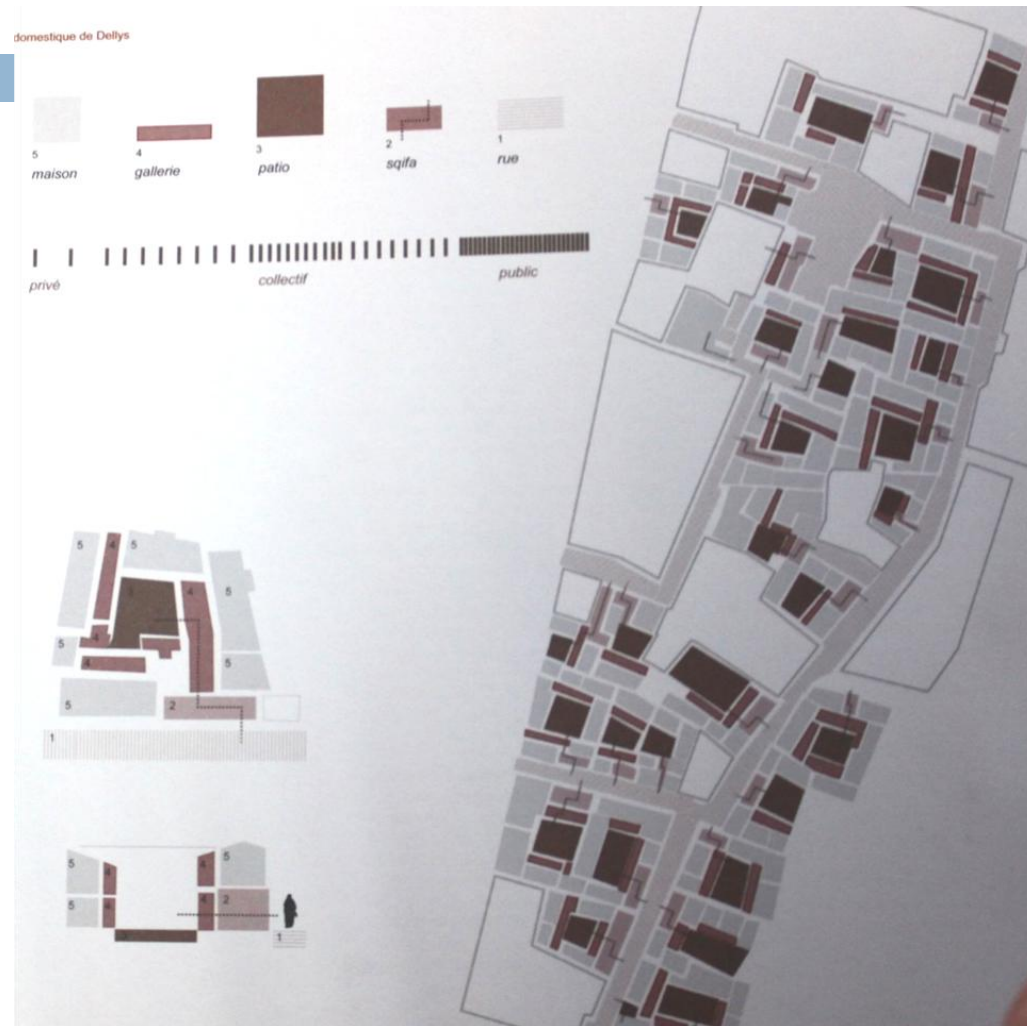 domestique de Dellys
5 4 3 2 1
maison gallerie patio sqifa rue
privé collectif public
5 4 5
3 4 5
5 4
4 5
5 2
1
5 4 4 5
5 4 4 2
1